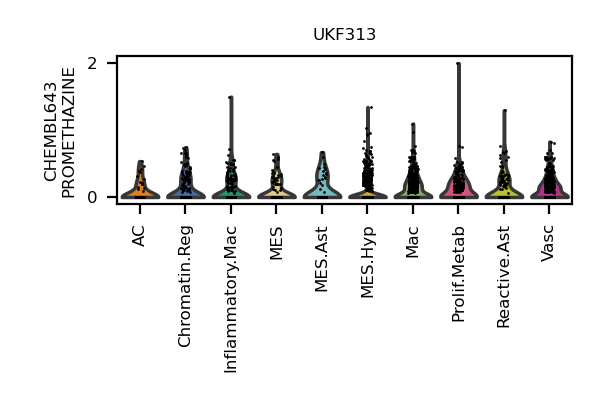 UKF313
CHEMBL643
PROMETHAZINE
2
0
AC
Chromatin.Reg
Inflammatory.Mac
MES
MES.Ast
MES.Hyp
Mac
Prolif.Metab
Reactive.Ast
Vasc